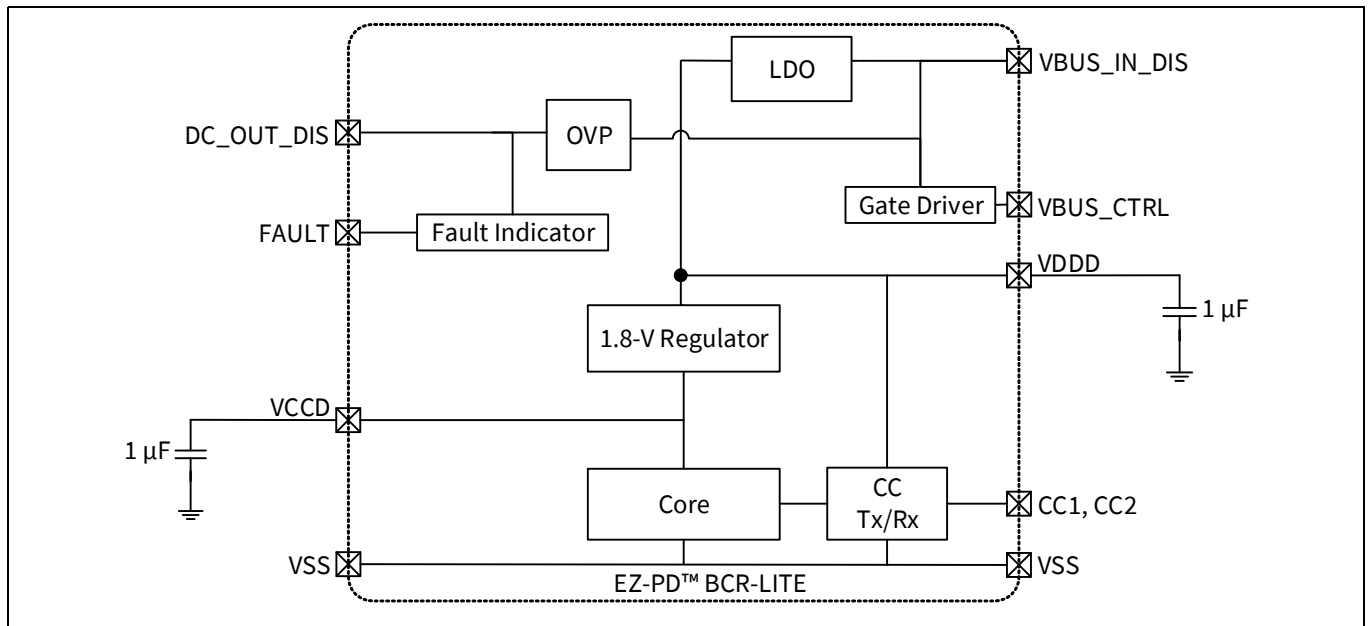 LDO
VBUS_IN_DIS
DC_OUT_DIS
OVP
Gate Driver
VBUS_CTRL
FAULT
Fault Indicator
VDDD
1 µF
1.8-V Regulator
VCCD
1 µF
Core
CC
Tx/Rx
CC1, CC2
VSS
VSS
EZ-PD™ BCR-LITE